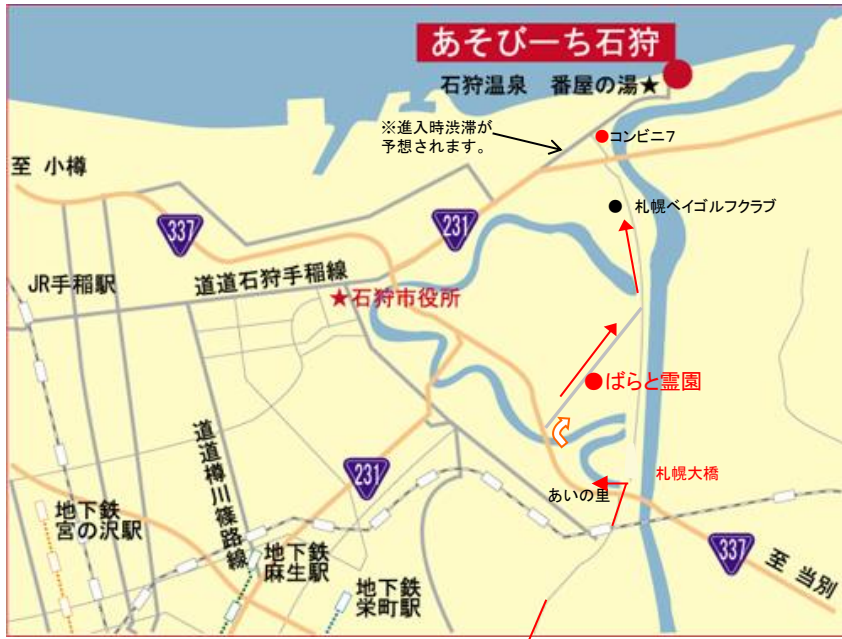 あそびーち石狩
石狩温泉　番屋の湯★
※進入時渋滞が
予想されます。
コンビニ7
至 小樽
札幌ベイゴルフクラブ
337
231
JR手稲駅
道道石狩手稲線
★石狩市役所
ばらと霊園
道道樽川篠路線
231
札幌大橋
あいの里
地下鉄
宮の沢駅
地下鉄
麻生駅
地下鉄
栄町駅
337
至 当別